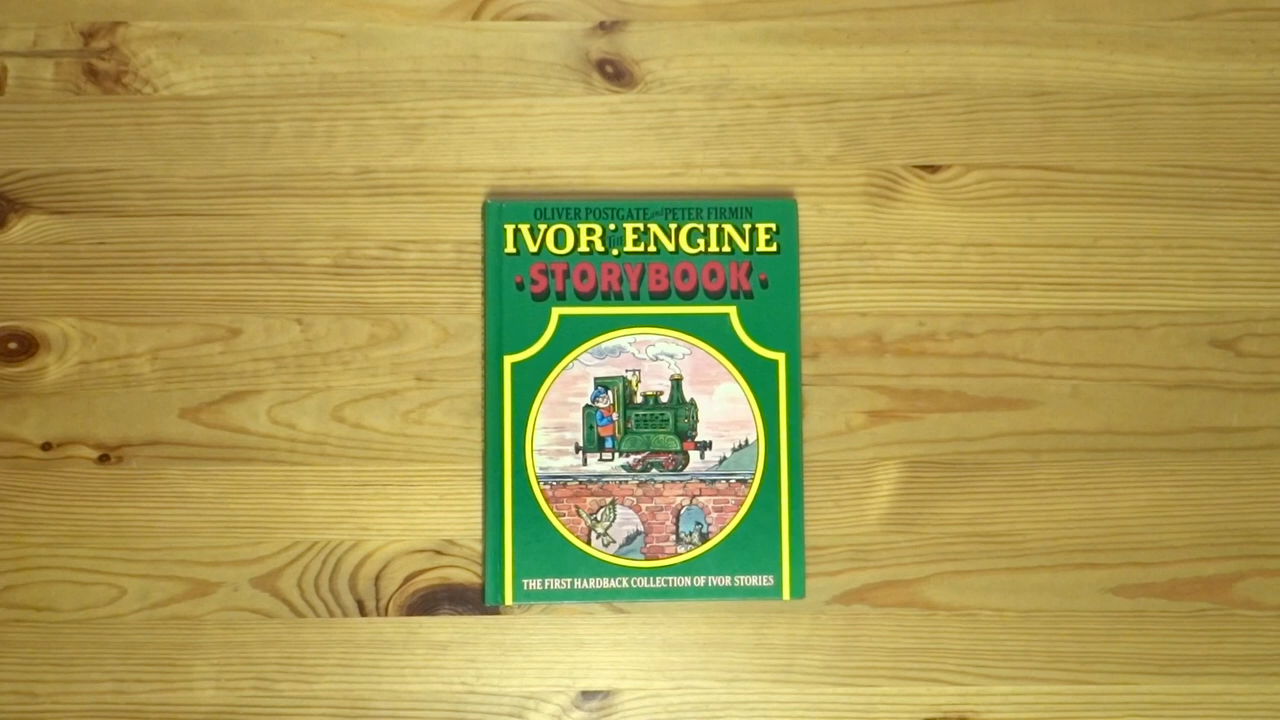 OLIVER POSTGATE and PETER FIRMIN
IVOR the ENGINE
·STORYBOOK·
THE FIRST HARDBACK COLLECTION OF IVOR STORIES